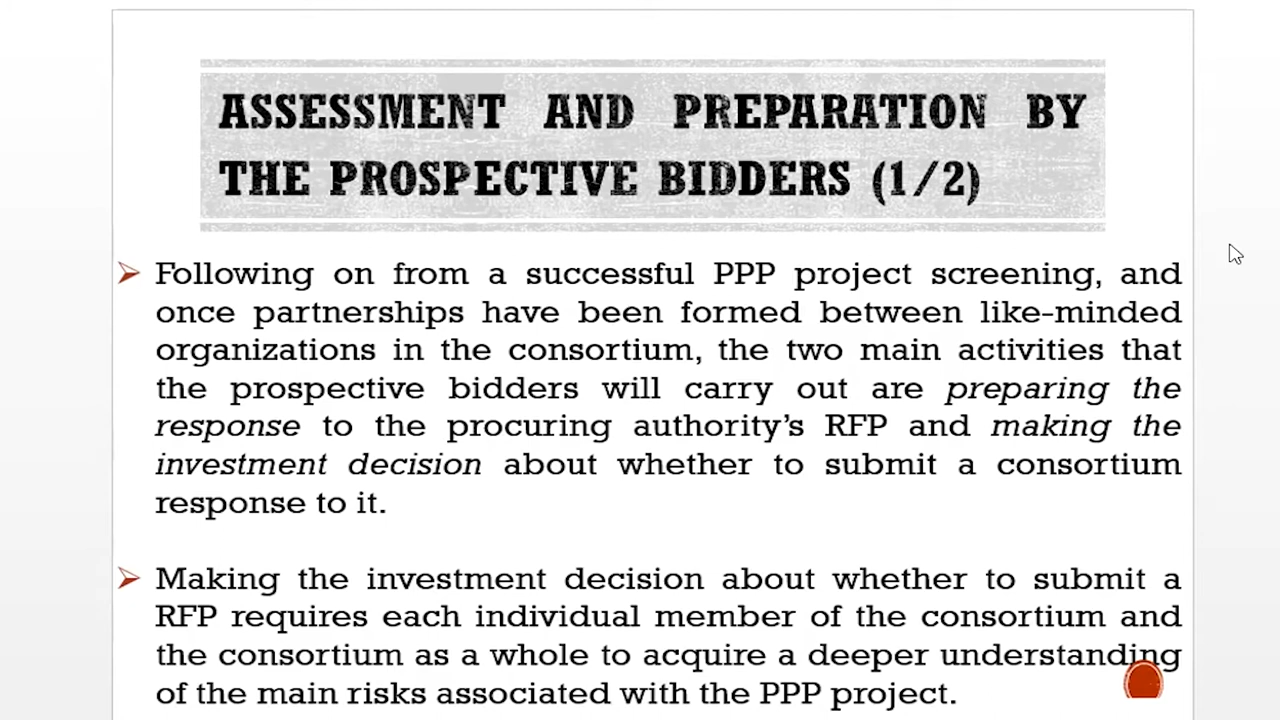 ASSESSMENT AND PREPARATION BY
THE PROSPECTIVE BIDDERS (1/2)
Following on from a successful PPP project screening, and
once partnerships have been formed between like-minded
organizations in the consortium, the two main activities that
the prospective bidders will carry out are preparing the
response to the procuring authority’s RFP and making the
investment decision about whether to submit a consortium
response to it.
Making the investment decision about whether to submit a
RFP requires each individual member of the consortium and
the consortium as a whole to acquire a deeper understanding
of the main risks associated with the PPP project.